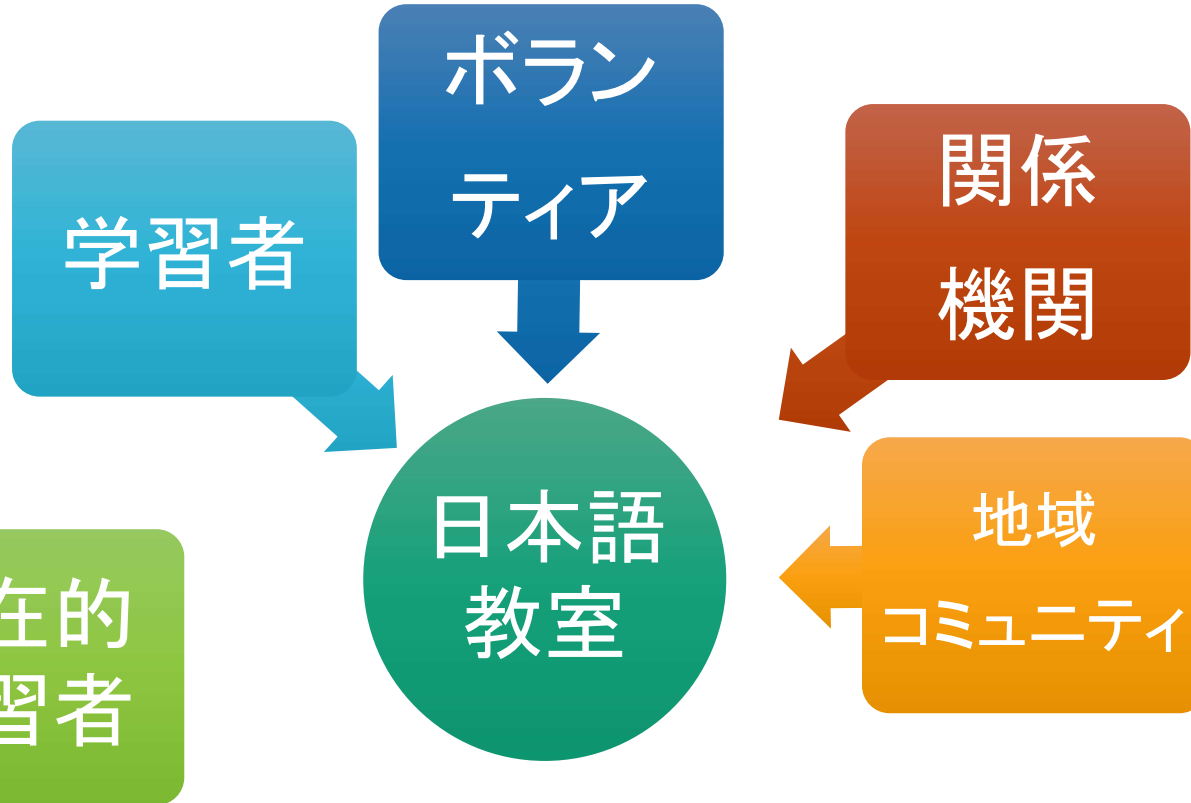 ボラン
ティア
学習者
関係
機関
日本語
教室
地域
コミュニティ
在的
習者